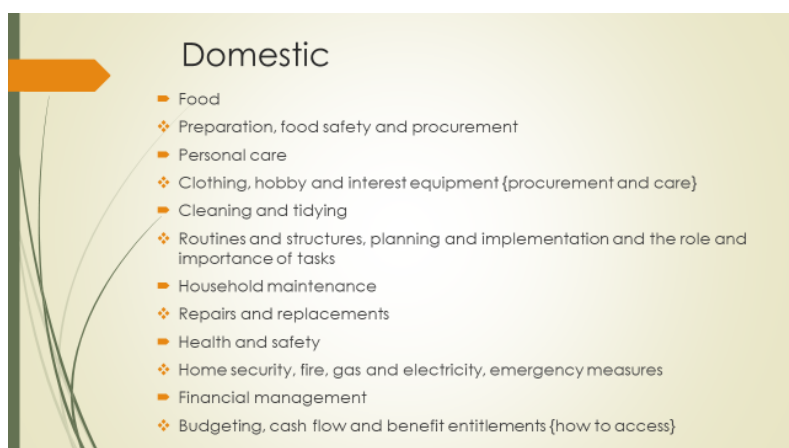 Domestic
Food
Preparation, food safety and procurement
Personal care
Clothing, hobby and interest equipment {procurement and care}
Cleaning and tidying
Routines and structures, planning and implementation and the role and
importance of tasks
Household maintenance
Repairs and replacements
Health and safety
Home security, fire, gas and electricity, emergency measures
Financial management
Budgeting, cash flow and benefit entitlements {how to access}